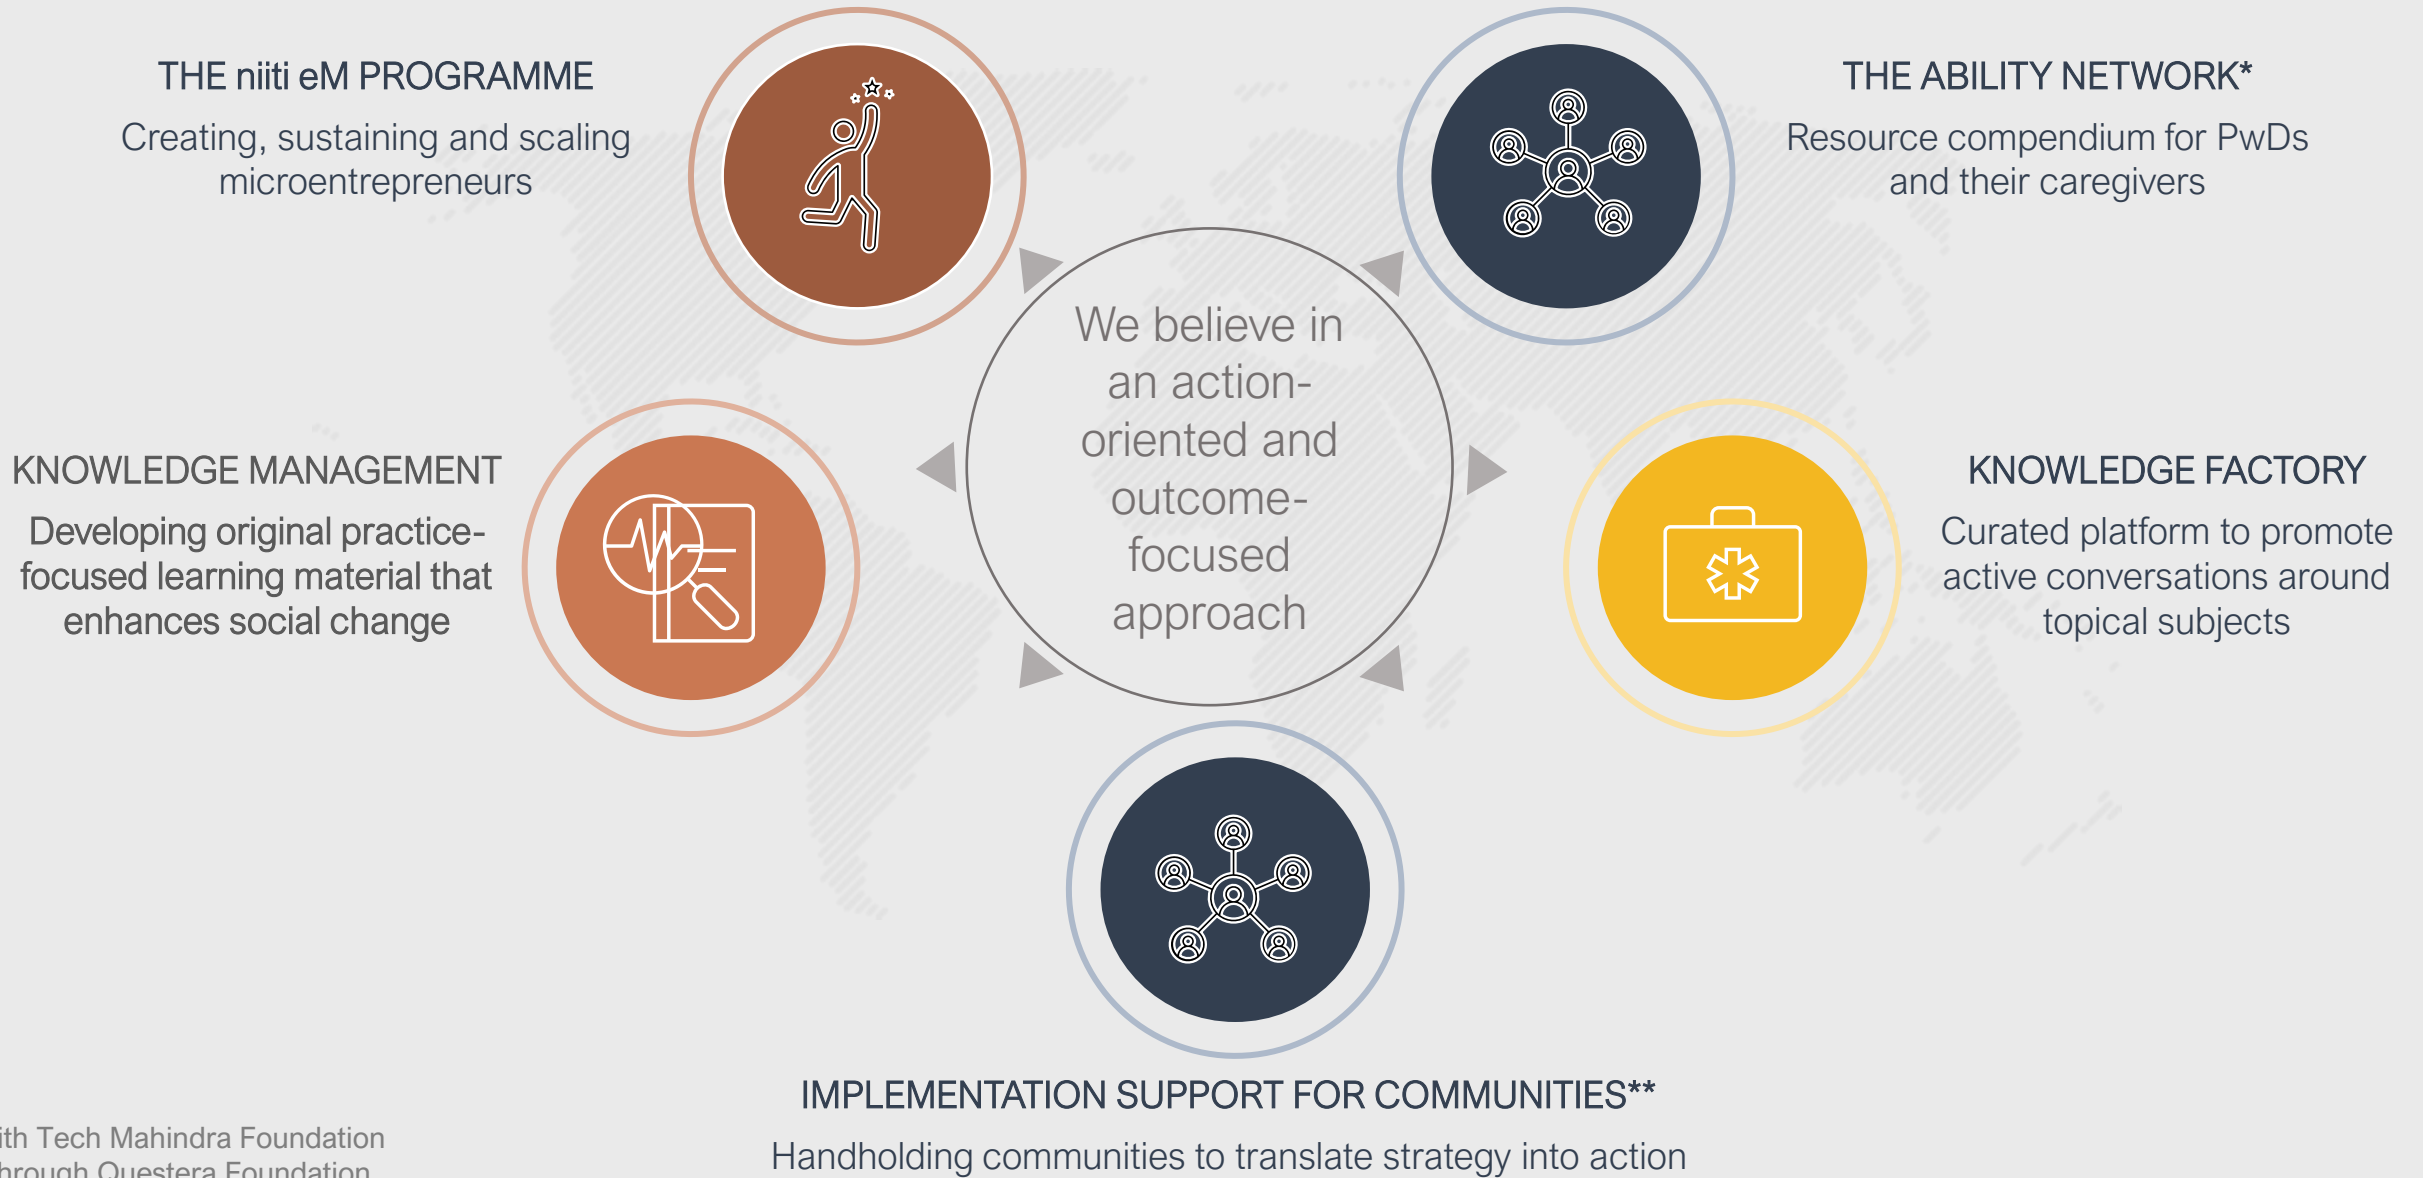 THE niiti eM PROGRAMME
Creating, sustaining and scaling
microentrepreneurs
THE ABILITY NETWORK*
Resource compendium for PwDs
and their caregivers
We believe in
an action-
oriented and
outcome-
focused
approach
KNOWLEDGE MANAGEMENT
Developing original practice-
focused learning material that
enhances social change
KNOWLEDGE FACTORY
Curated platform to promote
active conversations around
topical subjects
IMPLEMENTATION SUPPORT FOR COMMUNITIES**
Handholding communities to translate strategy into action
Tech Mahindra Foundation
Questera Foundation